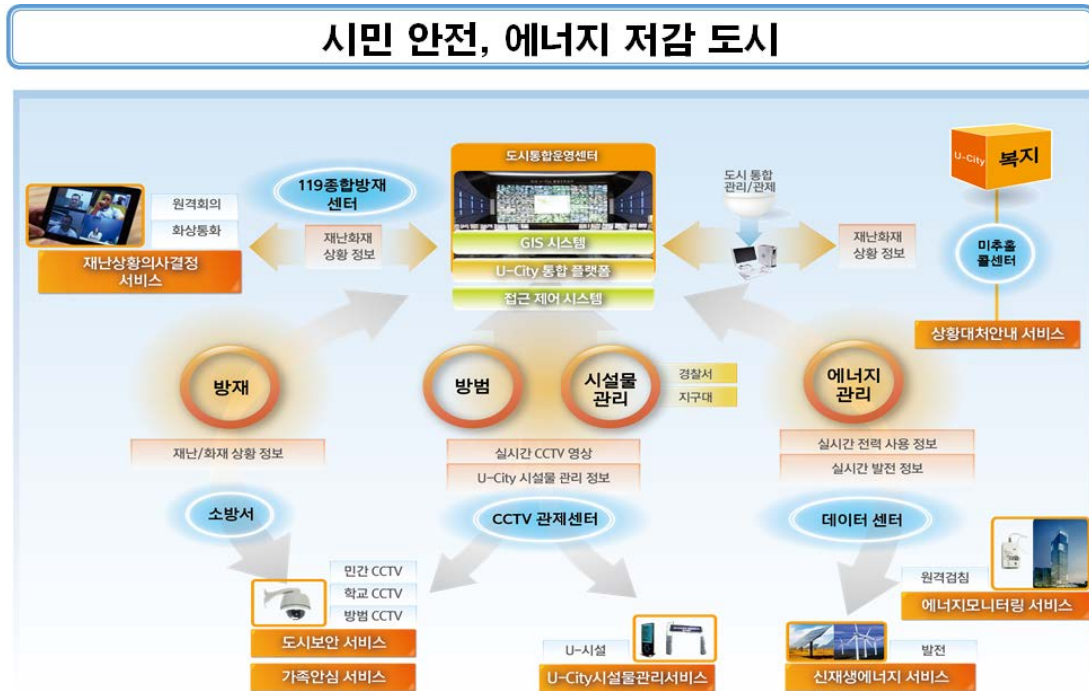 시민 안전, 에너지 저감 도시
도시통합운영센터
GIS 시스템
U-City 통합 플랫폼
접근 제어 시스템
119종합방재
센터
원격회의
화상통화
재난상황의사결정
서비스
재난화재
상황 정보
도시 통합
관리/관제
재난화재
상황 정보
U-City 복지
미추홀
콜센터
상황대처안내 서비스
방재
방범
시설물
관리
경찰서
지구대
에너지
관리
재난/화재 상황 정보
실시간 CCTV 영상
U-City 시설물 관리 정보
실시간 전력 사용 정보
실시간 발전 정보
소방서
CCTV 관제센터
데이터 센터
민간 CCTV
학교 CCTV
방범 CCTV
도시보안 서비스
가족안심 서비스
U-시설
U-City시설물관리서비스
원격검침
에너지모니터링 서비스
발전
신재생에너지 서비스